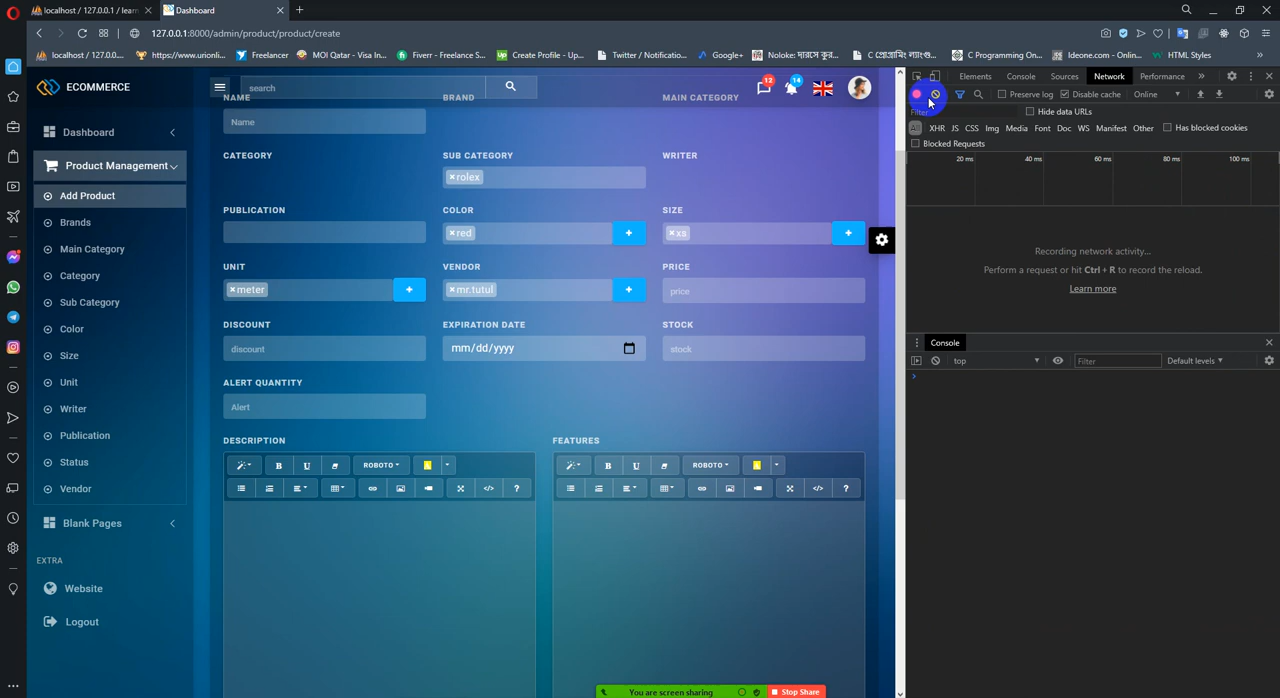 localhost / 127.0.0.1 / learn
Dashboard
127.0.0.1:8000/admin/product/product/create
localhost / 127.0.0....
https://www.urionli...
Freelancer
MOI Qatar - Visa In...
Fiverr - Freelance S...
Create Profile - Up...
Twitter / Notificatio...
Google+
C Programming On...
Ideone.com - Onlin...
HTML Styles
ECOMMERCE
search
12
14
Dashboard
Product Management
Add Product
Brands
Main Category
Category
Sub Category
Color
Size
Unit
Writer
Publication
Status
Vendor
Blank Pages
EXTRA
Website
Logout
NAME
BRAND
MAIN CATEGORY
Name
CATEGORY
SUB CATEGORY
WRITER
×rolex
PUBLICATION
COLOR
SIZE
×red
+
×xs
+
UNIT
VENDOR
PRICE
×meter
+
×mr.tutul
+
price
DISCOUNT
EXPIRATION DATE
STOCK
discount
mm/dd/yyyy
stock
ALERT QUANTITY
Alert
DESCRIPTION
FEATURES
B U ROBOTO A
B U ROBOTO A
</> ?
</> ?
You are screen sharing
Stop Share
Elements
Console
Sources
Network
Performance
Preserve log
Disable cache
Online
Filter
Hide data URLs
All
XHR
JS
CSS
Img
Media
Font
Doc
WS
Manifest
Other
Has blocked cookies
Blocked Requests
20 ms
40 ms
60 ms
80 ms
100 ms
Recording network activity...
Perform a request or hit Ctrl + R to record the reload.
Learn more
Console
top
Filter
Default levels